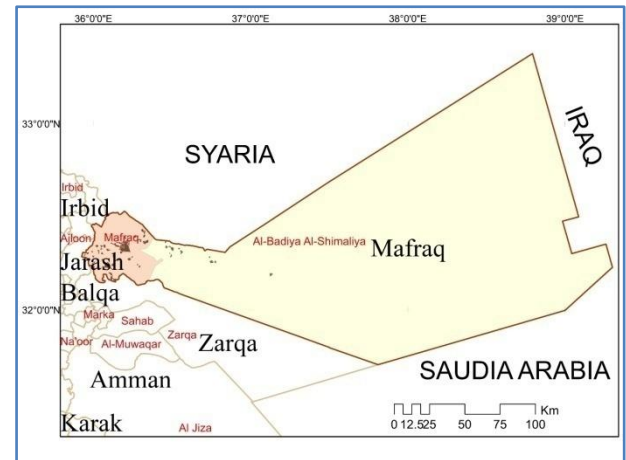 36°0'0"E 37°0'0"E 38°0'0"E 39°0'0"E
33°0'0"N
SYARIA
IRAQ
Irbid
Irbid
Ajloon
Mafraq
Al-Badiya Al-Shimaliya
Mafraq
Jarash
Balqa
32°0'0"N
Marka
Sahab
Na'oor
Al-Muwaqar
Zarqa
Zarqa
Amman
SAUDIA ARABIA
Km
0 12.525 50 75 100
Karak
Al Jiza